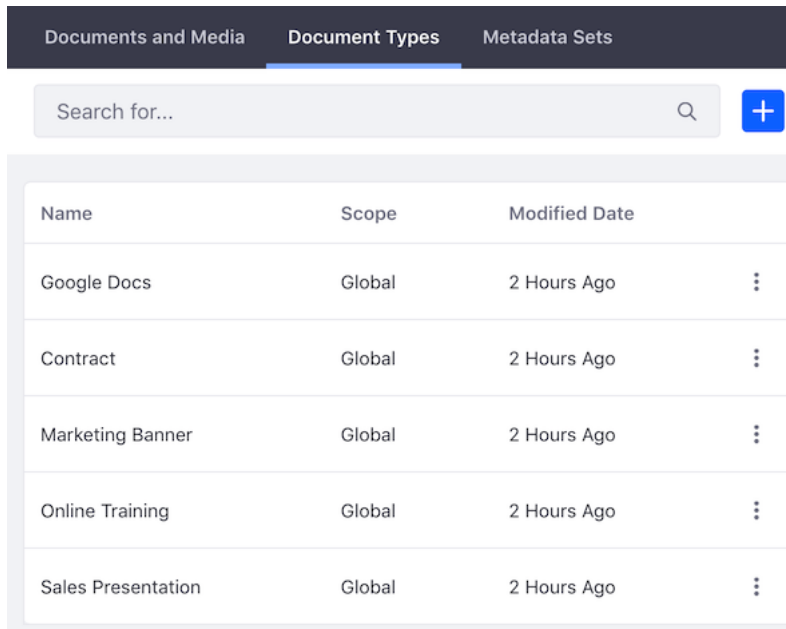 Documents and Media Document Types Metadata Sets
Search for...
Name Scope Modified Date
Google Docs Global 2 Hours Ago
Contract Global 2 Hours Ago
Marketing Banner Global 2 Hours Ago
Online Training Global 2 Hours Ago
Sales Presentation Global 2 Hours Ago